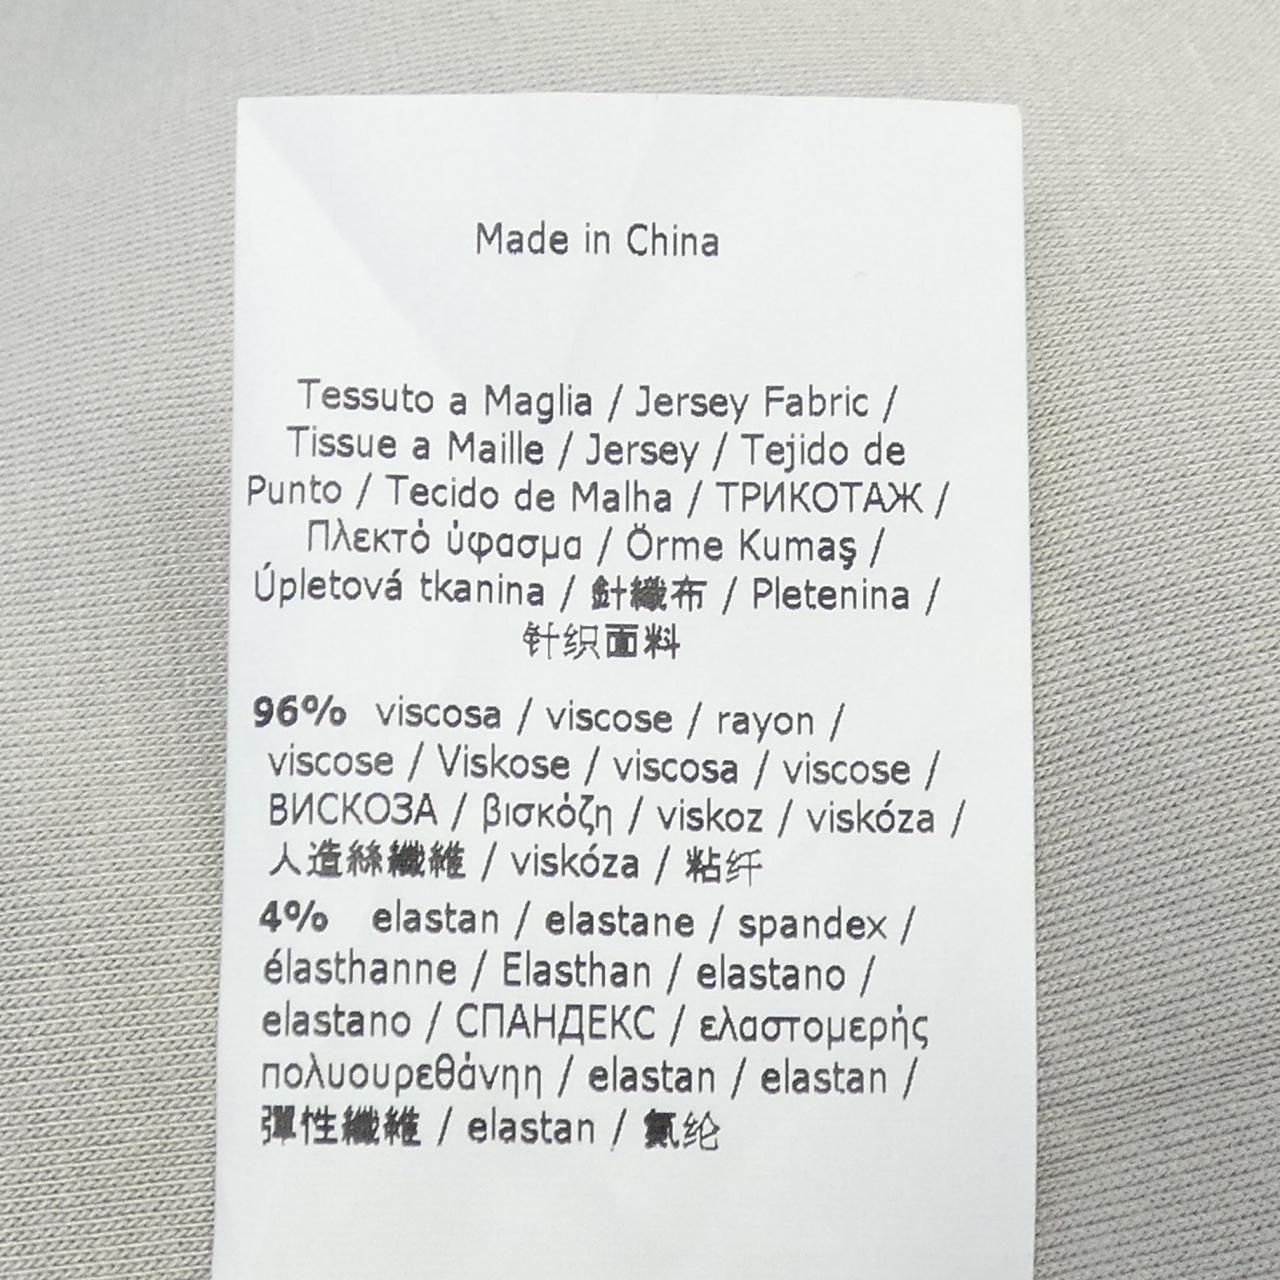 Made in China
Tessuto a Maglia / Jersey Fabric /
Tissue a Maille / Jersey / Tejido de
Punto / Tecido de Malha / ТРИКОТАЖ /
Πλεκτό ύφασμα / Örme Kumaş /
Úpletová tkanina / 針織布 / Pletenina /
针织面料
96% viscosa / viscose / rayon /
viscose / Viskose / viscosa / viscose /
ВИСКОЗА / βισκόζη / viskoz / viskóza /
人造絲纖維 / viskóza / 粘纤
4% elastan / elastane / spandex /
élasthanne / Elasthan / elastano /
elastano / СПАНДЕКС / ελαστομερής
πολυουρεθάνηη / elastan / elastan /
彈性纖維 / elastan / 氨纶